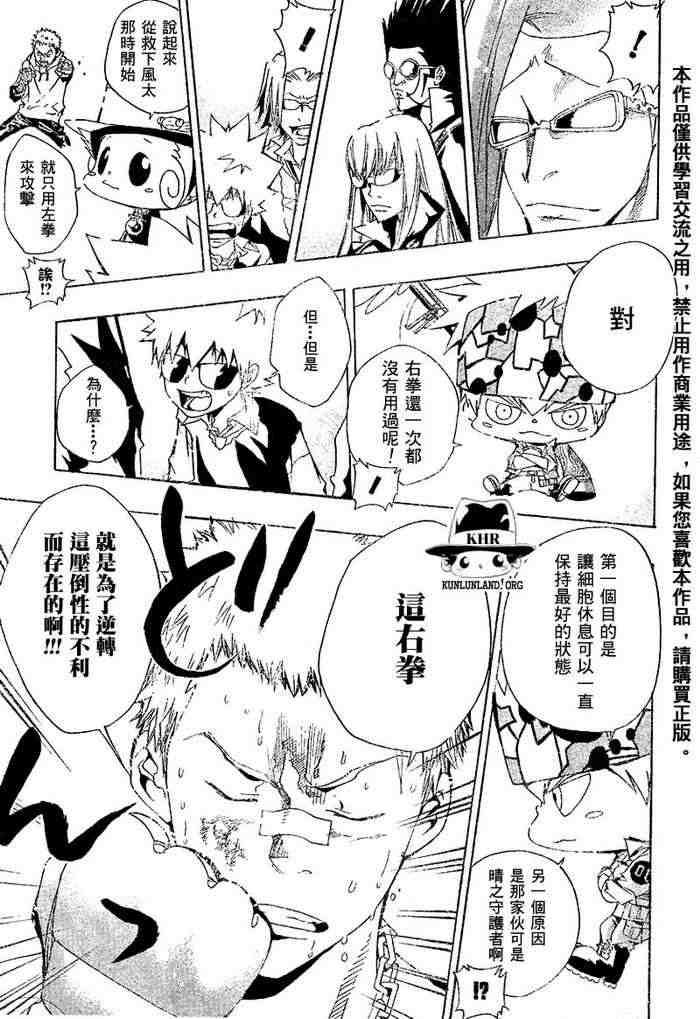 !
!
說起來
從救下風太
那時開始
就只用左拳
來攻擊
誒!?
對
右拳還一次都
沒有用過呢!
!
但…但是
為什麼…?
第一個目的是
讓細胞休息可以一直
保持最好的狀態
另一個原因
是那家伙可是
晴之守護者啊
!?
這右拳
就是為了逆轉
這壓倒性的不利
而存在的啊!!!
どん
KHR
KUNLUNLAND.ORG
本作品僅供學習交流之用，禁止用作商業用途，如果您喜歡本作品，請購買正版。